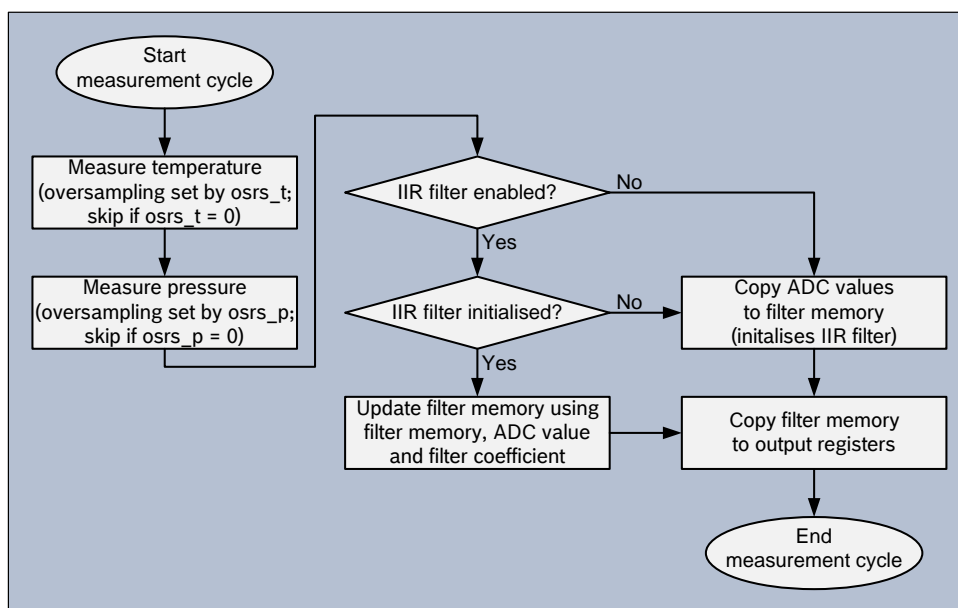 Start
measurement cycle
Measure temperature
(oversampling set by osrs_t;
skip if osrs_t = 0)
Measure pressure
(oversampling set by osrs_p;
skip if osrs_p = 0)
IIR filter enabled?
No
Yes
IIR filter initialised?
No
Yes
Copy ADC values
to filter memory
(initalises IIR filter)
Update filter memory using
filter memory, ADC value
and filter coefficient
Copy filter memory
to output registers
End
measurement cycle